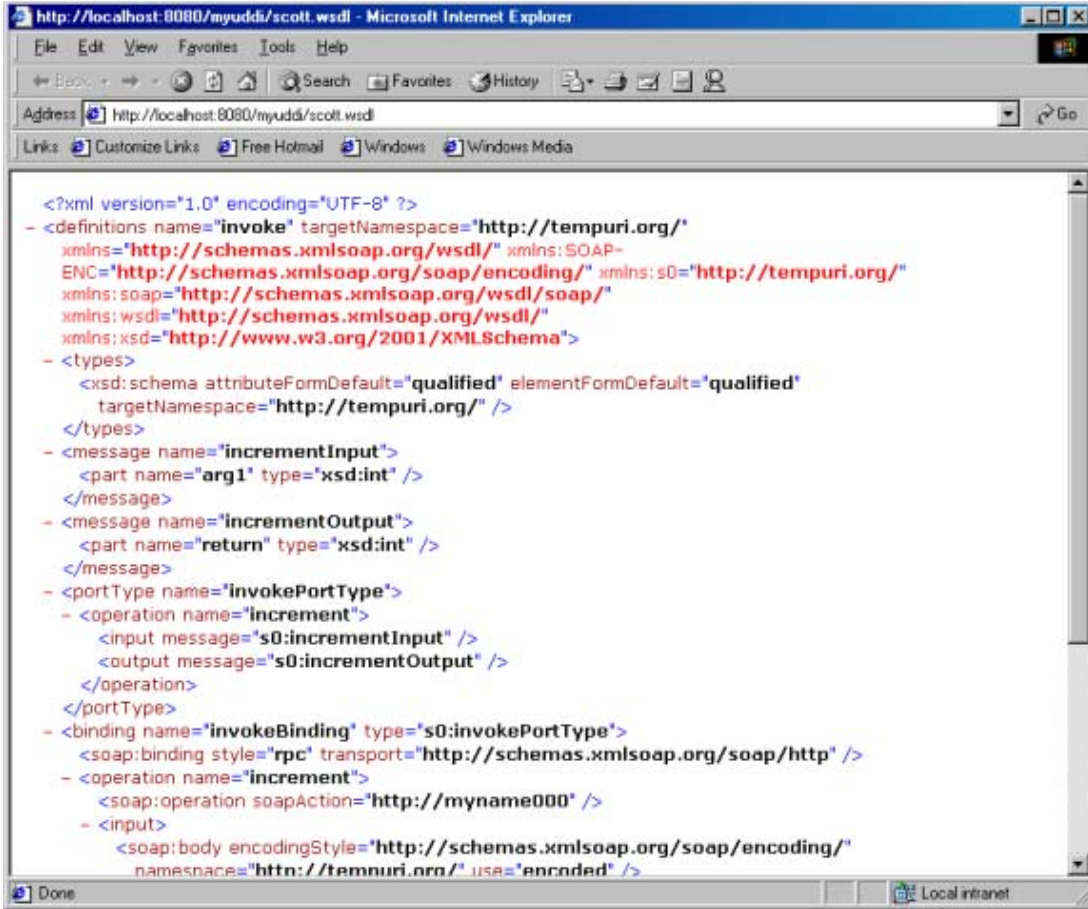 http://localhost:8080/myuddi/scott.wsdl - Microsoft Internet Explorer
File Edit View Favorites Tools Help
Back Search Favorites History
Address http://localhost:8080/myuddi/scott.wsdl Go
Links Customize Links Free Hotmail Windows Windows Media
<?xml version="1.0" encoding="UTF-8" ?>
- <definitions name="invoke" targetNamespace="http://tempuri.org/"
xmlns="http://schemas.xmlsoap.org/wsdl/" xmlns:SOAP-
ENC="http://schemas.xmlsoap.org/soap/encoding/" xmlns:s0="http://tempuri.org/"
xmlns:soap="http://schemas.xmlsoap.org/wsdl/soap/"
xmlns:wsdl="http://schemas.xmlsoap.org/wsdl/"
xmlns:xsd="http://www.w3.org/2001/XMLSchema">
- <types>
<xsd:schema attributeFormDefault="qualified" elementFormDefault="qualified"
targetNamespace="http://tempuri.org/" />
</types>
- <message name="incrementInput">
<part name="arg1" type="xsd:int" />
</message>
- <message name="incrementOutput">
<part name="return" type="xsd:int" />
</message>
- <portType name="invokePortType">
- <operation name="increment">
<input message="s0:incrementInput" />
<output message="s0:incrementOutput" />
</operation>
</portType>
- <binding name="invokeBinding" type="s0:invokePortType">
<soap:binding style="rpc" transport="http://schemas.xmlsoap.org/soap/http" />
- <operation name="increment">
<soap:operation soapAction="http://myname000" />
- <input>
<soap:body encodingStyle="http://schemas.xmlsoap.org/soap/encoding/"
namespace="http://tempuri.org/" use="encoded" />
Done Local intranet